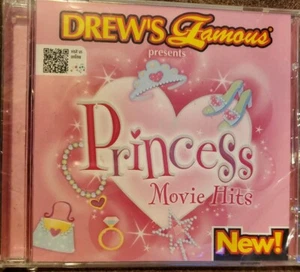 DREW'S Famous
presents
Princess
Movie Hits
New!